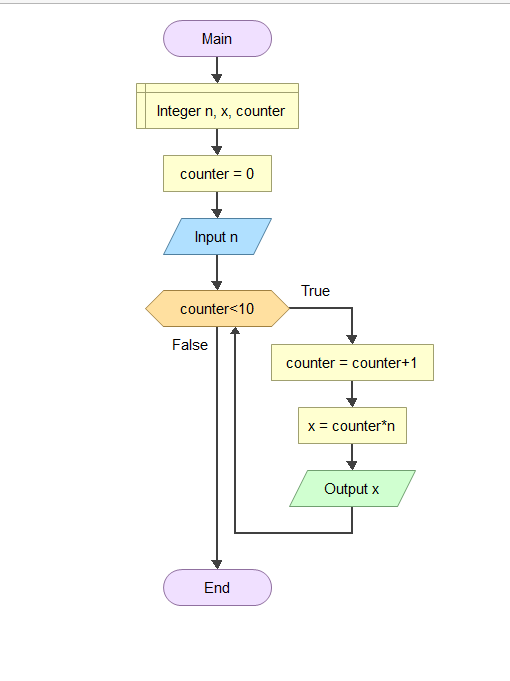 Main
Integer n, x, counter
counter = 0
Input n
counter<10
True
False
counter = counter+1
x = counter*n
Output x
End